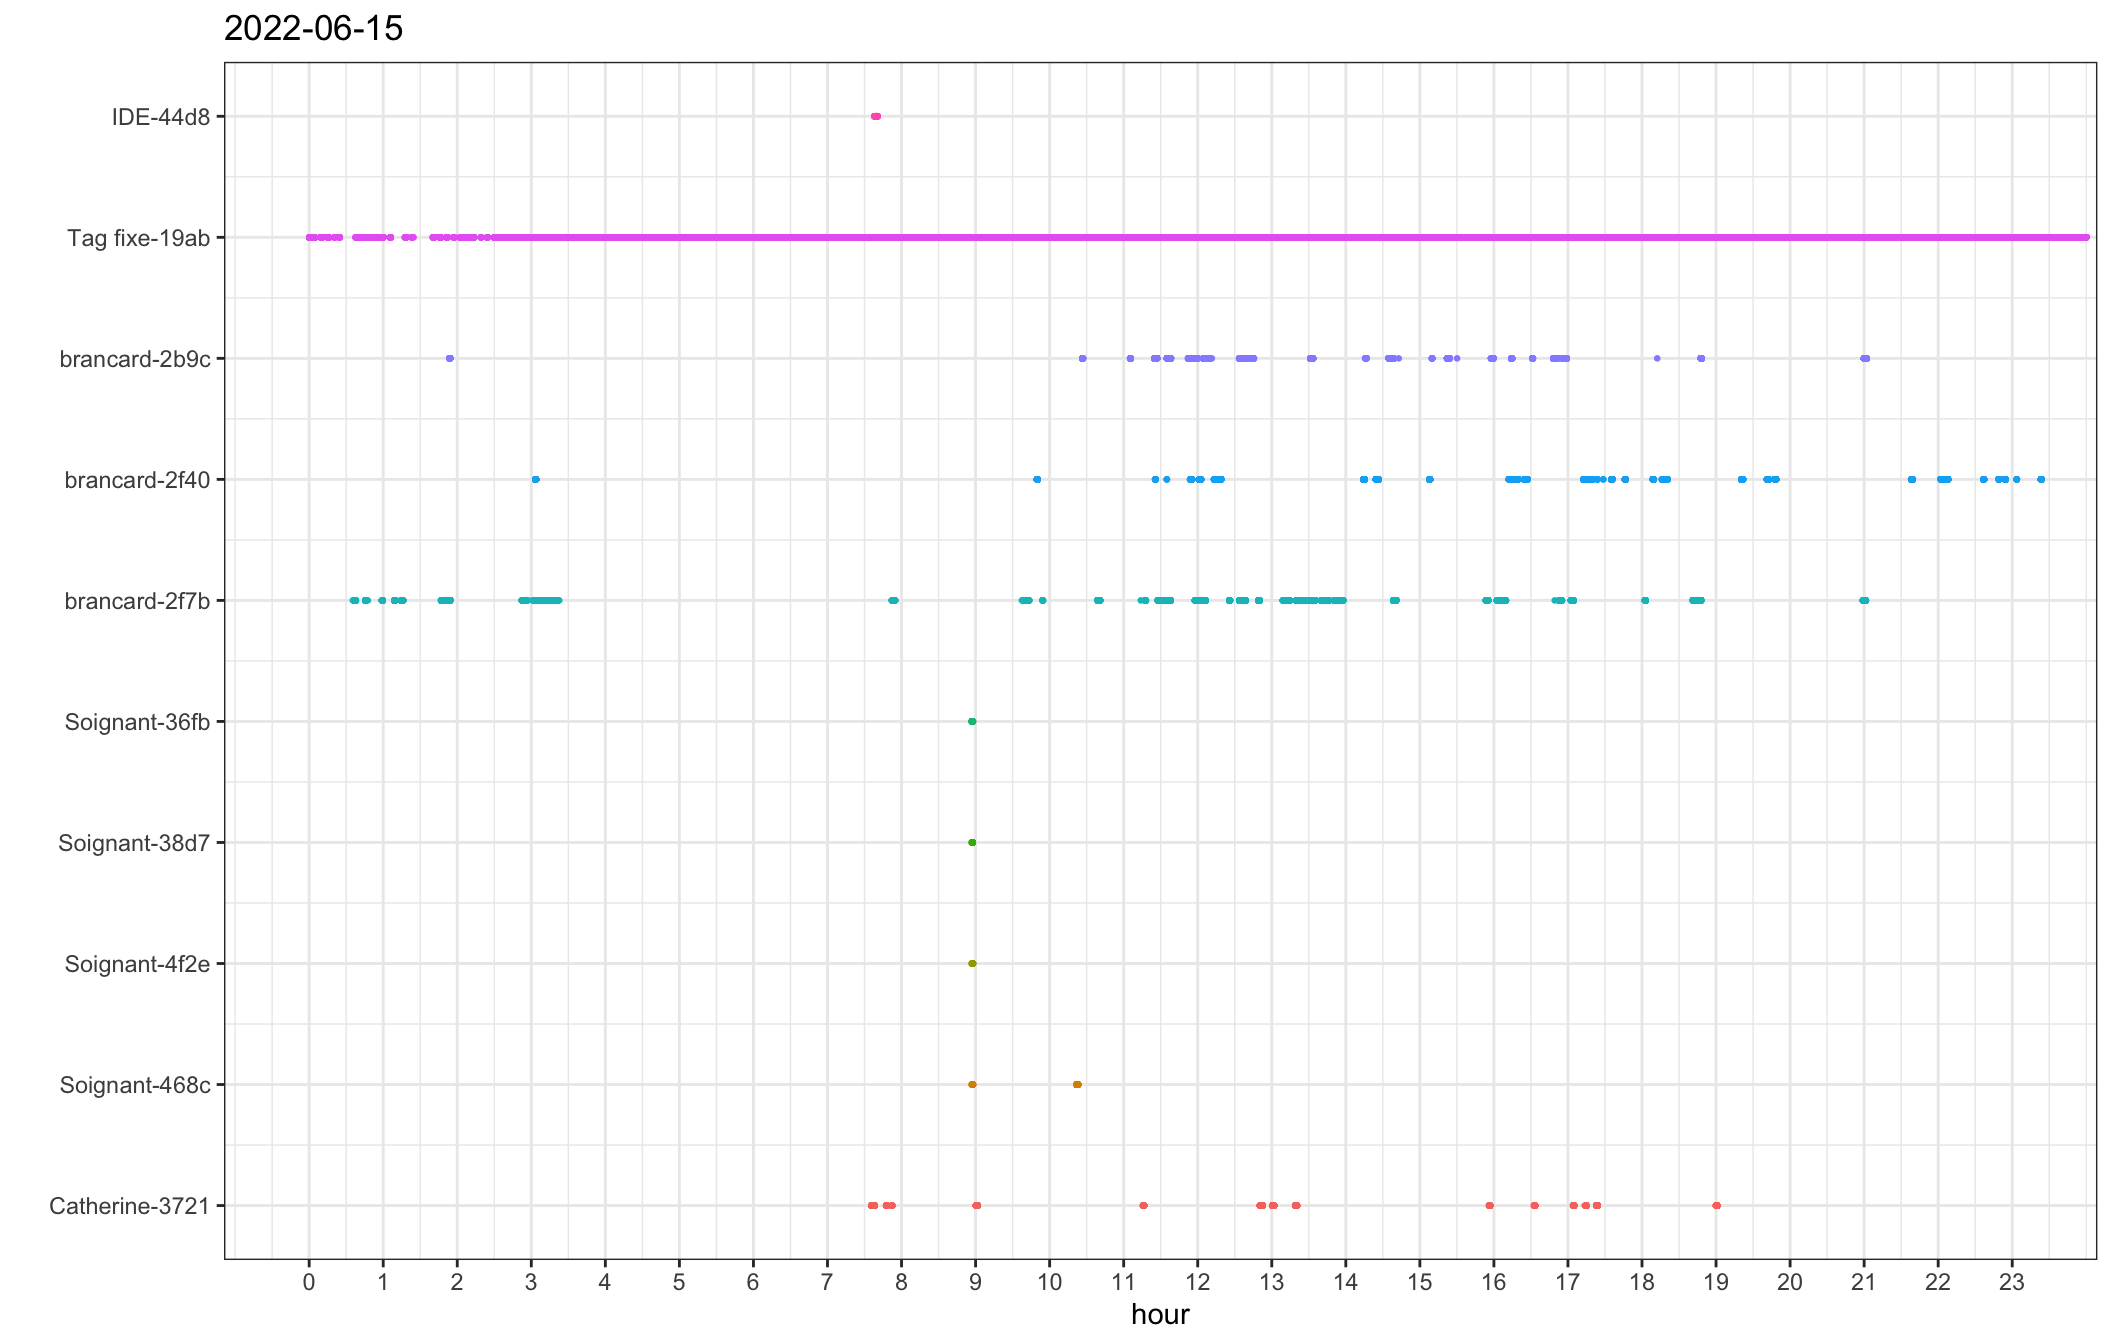 2022-06-15
IDE-44d8
Tag fixe-19ab
brancard-2b9c
brancard-2f40
brancard-2f7b
Soignant-36fb
Soignant-38d7
Soignant-4f2e
Soignant-468c
Catherine-3721
0 1 2 3 4 5 6 7 8 9 10 11 12 13 14 15 16 17 18 19 20 21 22 23
hour